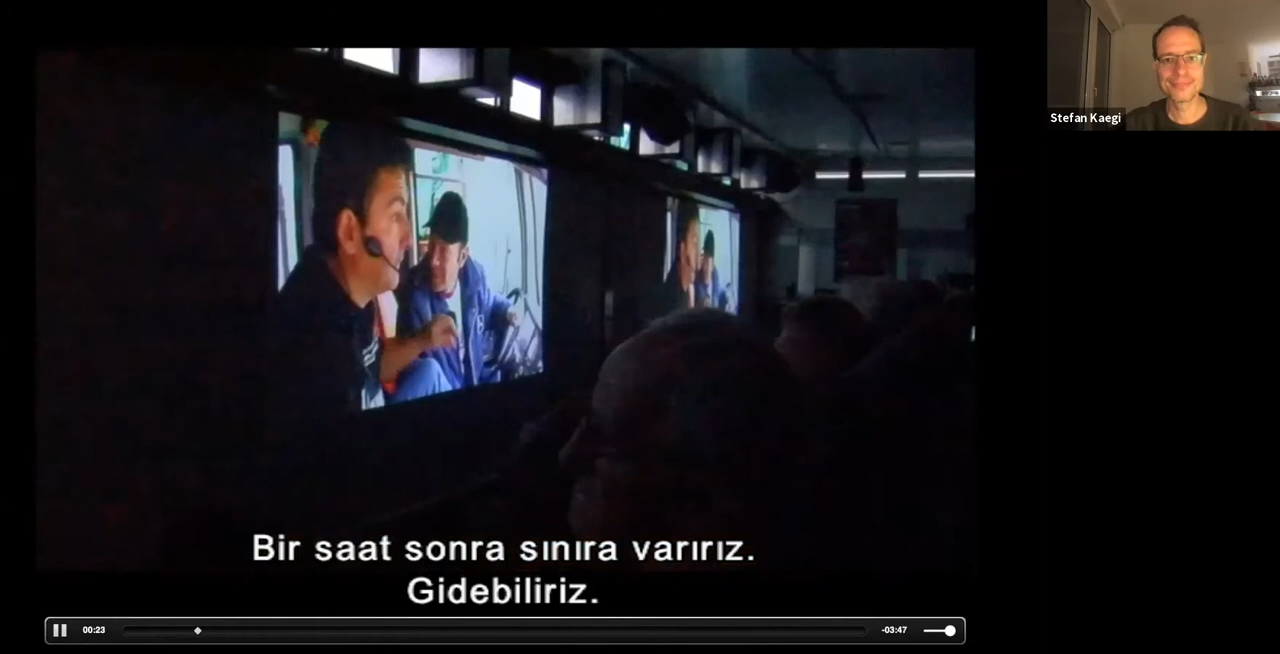 Stefan Kaegi
Bir saat sonra sınıra varırız.
Gidebiliriz.
00:23
-03:47